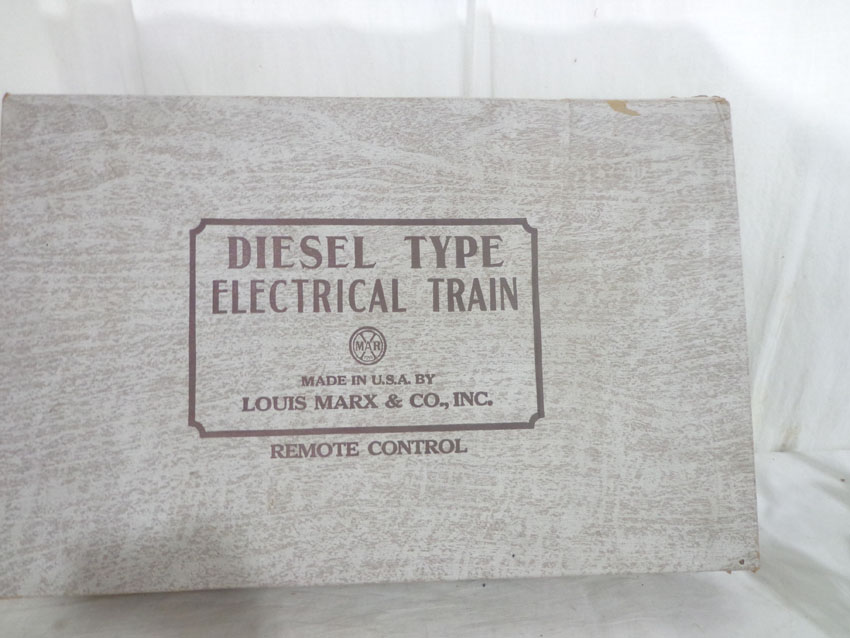 DIESEL TYPE
ELECTRICAL TRAIN
MAR
MADE IN U.S.A. BY
LOUIS MARX & CO., INC.
REMOTE CONTROL